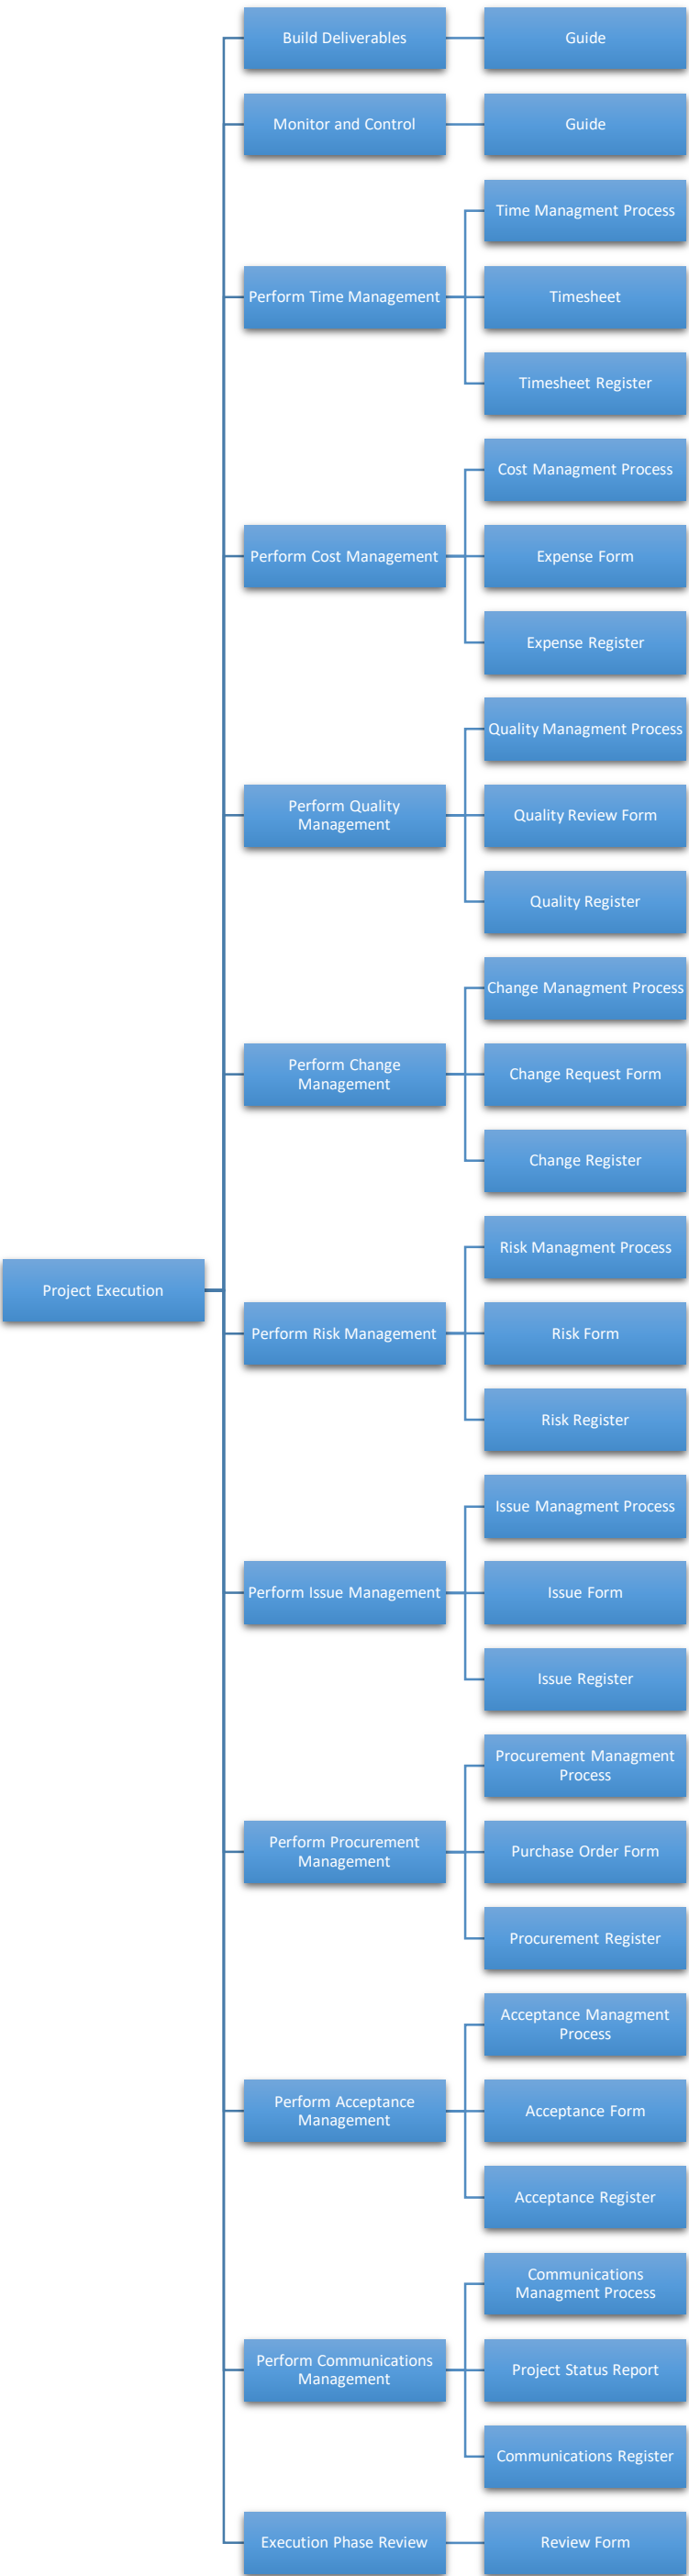 Build Deliverables
Guide
Monitor and Control
Guide
Time Managment Process
Perform Time Management
Timesheet
Timesheet Register
Cost Managment Process
Perform Cost Management
Expense Form
Expense Register
Quality Managment Process
Perform Quality
Management
Quality Review Form
Quality Register
Change Managment Process
Perform Change
Management
Change Request Form
Change Register
Project Execution
Risk Managment Process
Perform Risk Management
Risk Form
Risk Register
Issue Managment Process
Perform Issue Management
Issue Form
Issue Register
Procurement Managment
Process
Perform Procurement
Management
Purchase Order Form
Procurement Register
Acceptance Managment
Process
Perform Acceptance
Management
Acceptance Form
Acceptance Register
Communications
Managment Process
Perform Communications
Management
Project Status Report
Communications Register
Execution Phase Review
Review Form